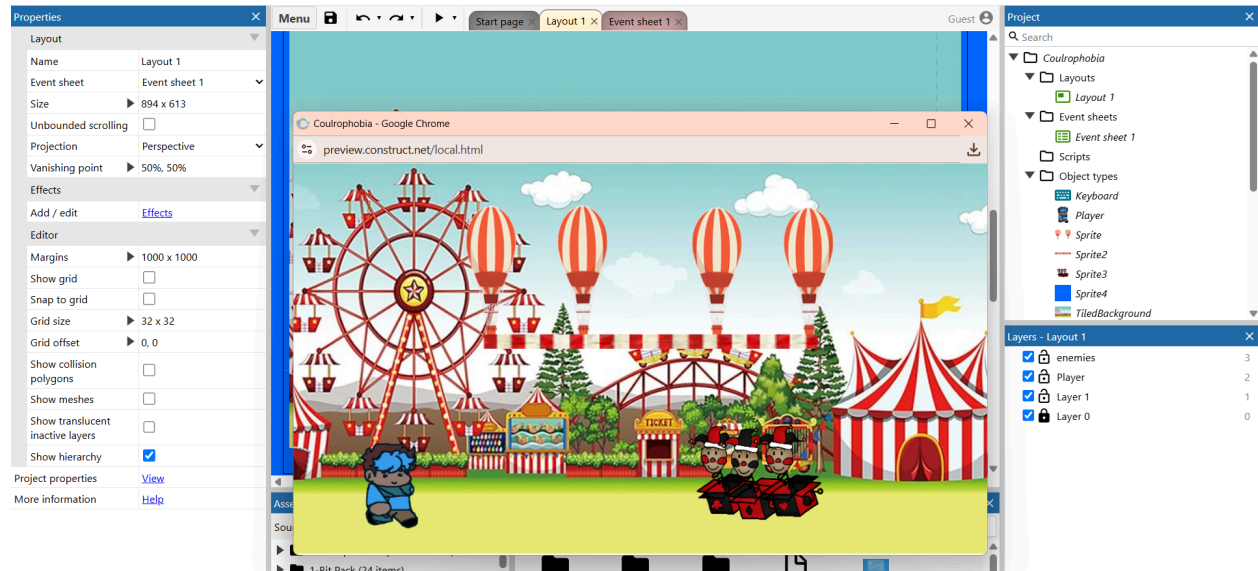 Properties
Layout
Name Layout 1
Event sheet Event sheet 1
Size 894 x 613
Unbounded scrolling
Projection Perspective
Vanishing point 50%, 50%
Effects
Add / edit Effects
Editor
Margins 1000 x 1000
Show grid
Snap to grid
Grid size 32 x 32
Grid offset 0, 0
Show collision
polygons
Show meshes
Show translucent
inactive layers
Show hierarchy
Project properties View
More information Help
Menu
Start page Layout 1 Event sheet 1
Guest
Coulrophobia - Google Chrome
preview.construct.net/local.html
TICKET
1-Bit Pack (24 items)
Project
Search
Coulrophobia
Layouts
Layout 1
Event sheets
Event sheet 1
Scripts
Object types
Keyboard
Player
Sprite
Sprite2
Sprite3
Sprite4
TiledBackground
Layers - Layout 1
enemies 3
Player 2
Layer 1 1
Layer 0 0